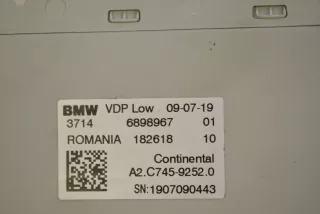 BMW VDP Low 09-07-19
3714 6898967 01
ROMANIA 182618 10
Continental
A2.C745-9252.0
SN:1907090443